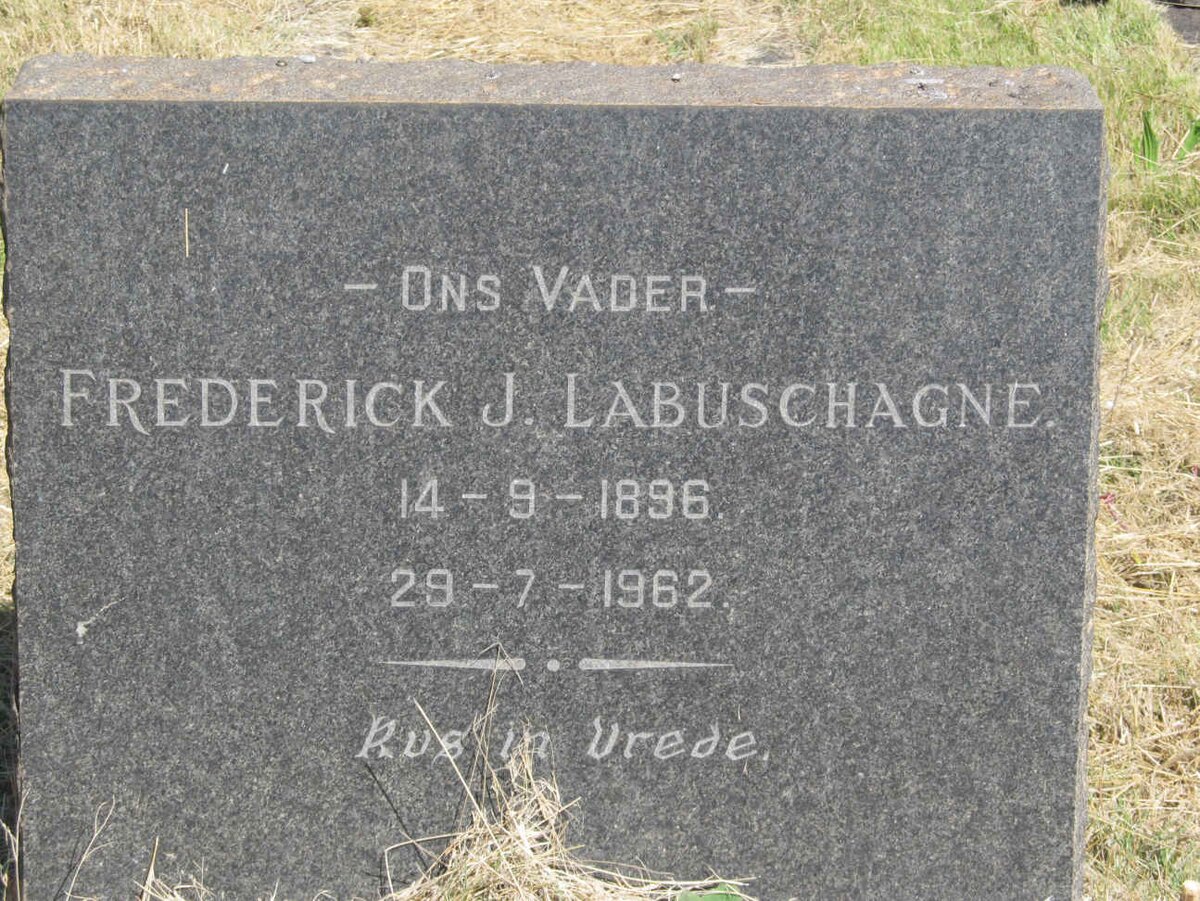 - ONS VADER. -
FREDERICK J. LABUSCHAGNE.
14 - 9 - 1896.
29 - 7 - 1962.
Rus in Vrede.